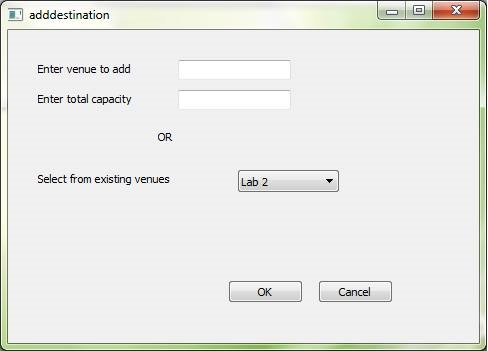 adddestination
Enter venue to add
Enter total capacity
OR
Select from existing venues
Lab 2
OK
Cancel